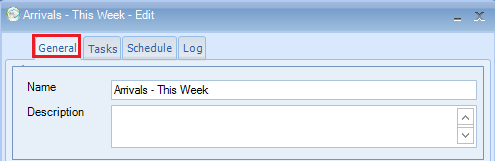 Arrivals - This Week - Edit
General Tasks Schedule Log
Name Arrivals - This Week
Description